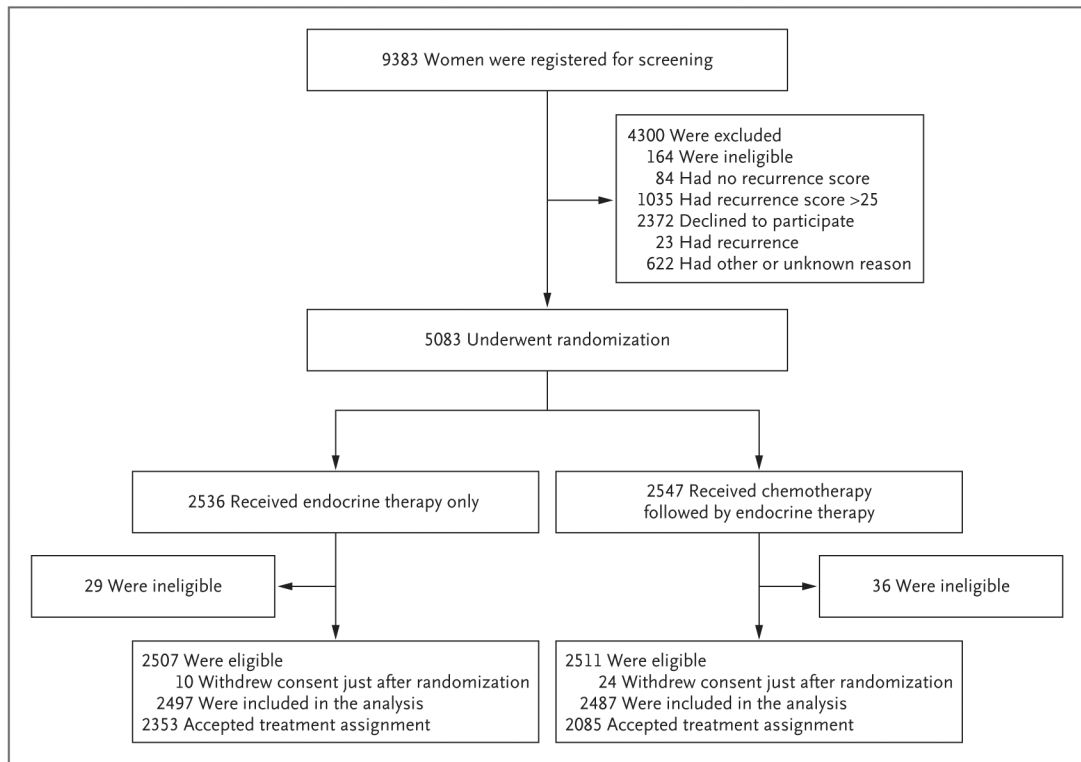 9383 Women were registered for screening
4300 Were excluded
164 Were ineligible
84 Had no recurrence score
1035 Had recurrence score >25
2372 Declined to participate
23 Had recurrence
622 Had other or unknown reason
5083 Underwent randomization
2536 Received endocrine therapy only
2547 Received chemotherapy
followed by endocrine therapy
29 Were ineligible
36 Were ineligible
2507 Were eligible
10 Withdrew consent just after randomization
2497 Were included in the analysis
2353 Accepted treatment assignment
2511 Were eligible
24 Withdrew consent just after randomization
2487 Were included in the analysis
2085 Accepted treatment assignment